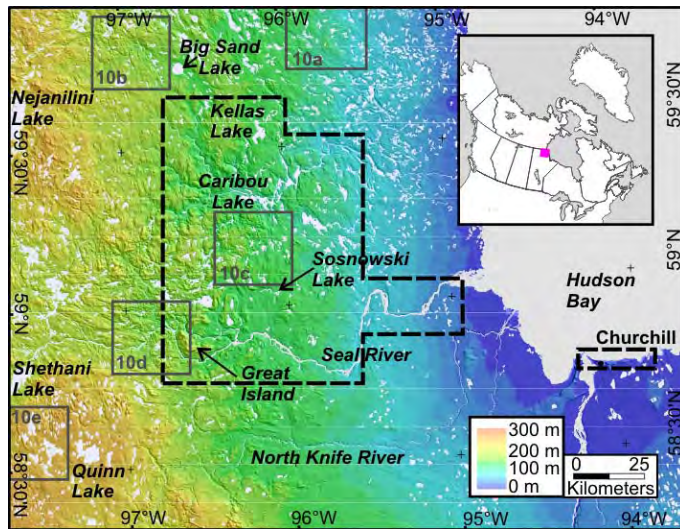 97°W
96°W
95°W
94°W
10b
Big Sand
Lake
10a
59°30'N
Nejanilini
Lake
Kellas
Lake
59°30'N
Caribou
Lake
10c
Sosnowski
Lake
59°N
Hudson
Bay
59°N
10d
Seal River
Churchill
Shethani
Lake
Great
Island
10e
300 m
200 m
100 m
0 m
58°30'N
North Knife River
Quinn
Lake
58°30'N
0
25
Kilometers
97°W
96°W
95°W
94°W